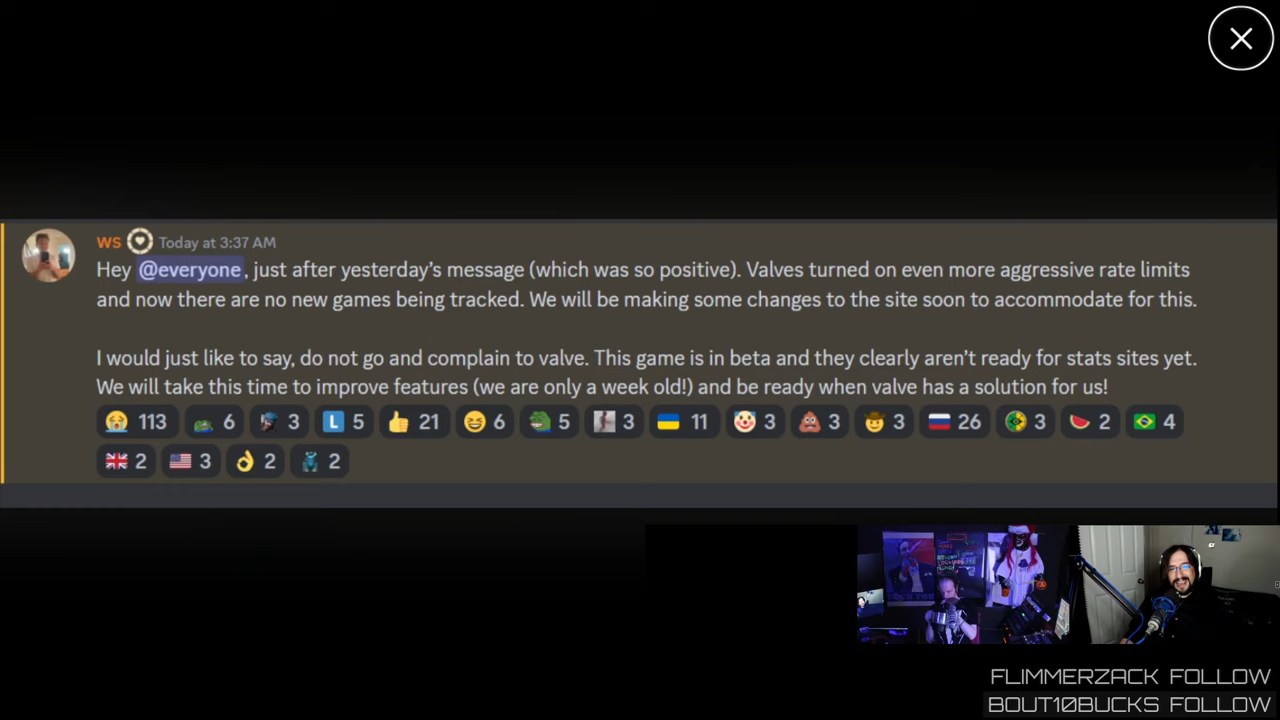 WS Today at 3:37 AM
Hey @everyone, just after yesterday's message (which was so positive). Valves turned on even more aggressive rate limits
and now there are no new games being tracked. We will be making some changes to the site soon to accommodate for this.
I would just like to say, do not go and complain to valve. This game is in beta and they clearly aren't ready for stats sites yet.
We will take this time to improve features (we are only a week old!) and be ready when valve has a solution for us!
113 6 3 L 5 21 6 5 3 11 3 3 3 26 3 2 4
2 3 2 2
FLIMMERZACK FOLLOW
BOUT10BUCKS FOLLOW